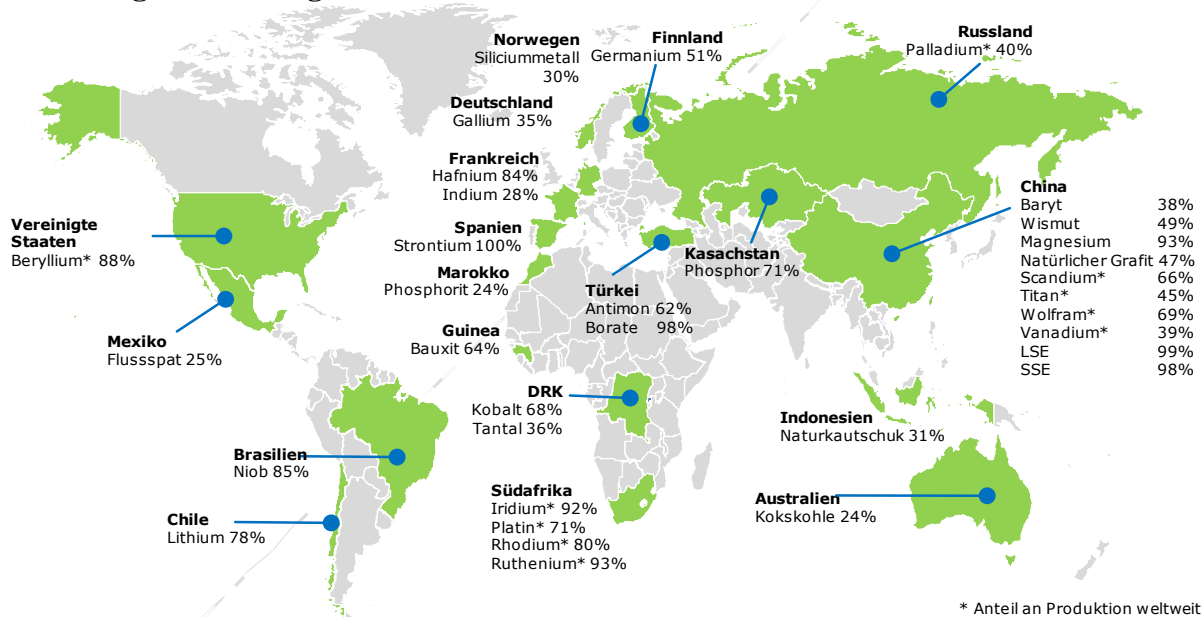 Norwegen
Siliciummetall
30%
Finnland
Germanium 51%
Russland
Palladium* 40%
Deutschland
Gallium 35%
Frankreich
Hafnium 84%
Indium 28%
Spanien
Strontium 100%
Marokko
Phosphorit 24%
Guinea
Bauxit 64%
Türkei
Antimon 62%
Borate 98%
Kasachstan
Phosphor 71%
China
Baryt 38%
Wismut 49%
Magnesium 93%
Natürlicher Grafit 47%
Scandium* 66%
Titan* 45%
Wolfram* 69%
Vanadium* 39%
LSE 99%
SSE 98%
Vereinigte
Staaten
Beryllium* 88%
Mexiko
Flussspat 25%
DRK
Kobalt 68%
Tantal 36%
Indonesien
Naturkautschuk 31%
Brasilien
Niob 85%
Chile
Lithium 78%
Südafrika
Iridium* 92%
Platin* 71%
Rhodium* 80%
Ruthenium* 93%
Australien
Kokskohle 24%
* Anteil an Produktion weltweit